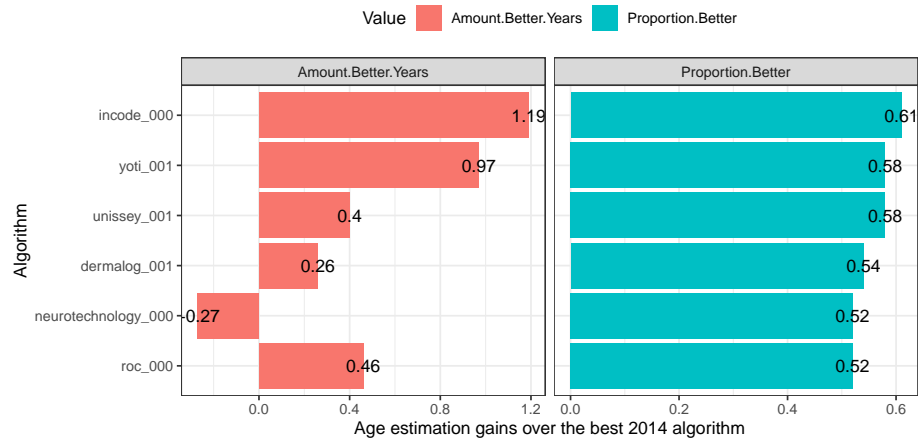 Value Amount.Better.Years Proportion.Better
Amount.Better.Years Proportion.Better
incode_000 1.19 0.61
yoti_001 0.97 0.58
unissey_001 0.4 0.58
dermalog_001 0.26 0.54
neurotechnology_000 -0.27 0.52
roc_000 0.46 0.52
Algorithm
0.0 0.4 0.8 1.2 0.0 0.2 0.4 0.6
Age estimation gains over the best 2014 algorithm